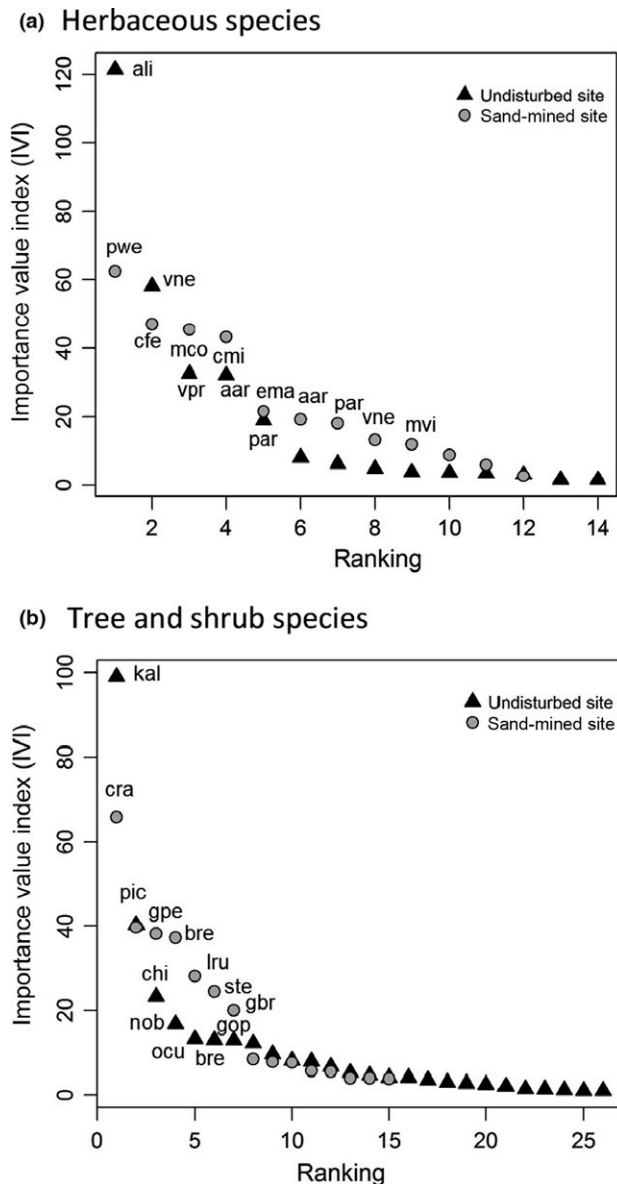 (a) Herbaceous species
Importance value index (IVI)
120
100
80
60
40
20
0
ali
Undisturbed site
Sand-mined site
pwe
vne
cfe
mco
cmi
vpr
aar
ema
aar
par
vne
mvi
par
2 4 6 8 10 12 14
Ranking
(b) Tree and shrub species
Importance value index (IVI)
100
80
60
40
20
0
kal
Undisturbed site
Sand-mined site
cra
pic
gpe
bre
lru
chi
ste
gbr
nob
gop
ocu
bre
0 5 10 15 20 25
Ranking